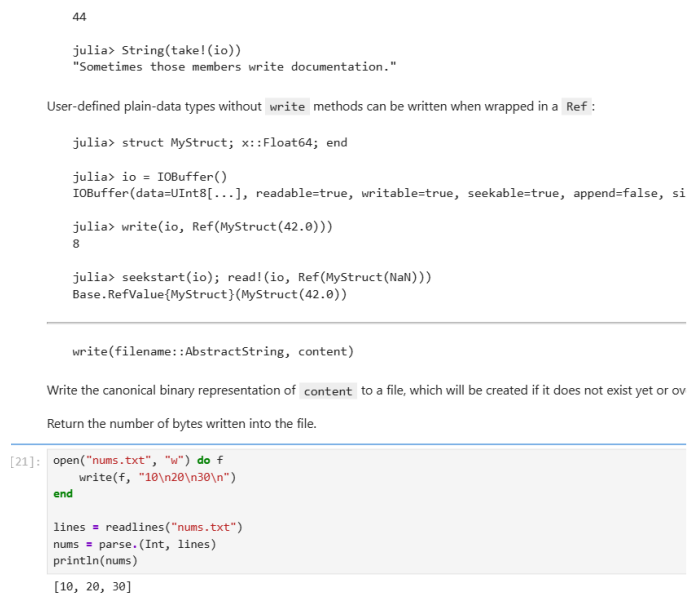 44
julia> String(take!(io))
"Sometimes those members write documentation."
User-defined plain-data types without write methods can be written when wrapped in a Ref :
julia> struct MyStruct; x::Float64; end
julia> io = IOBuffer()
IOBuffer(data=UInt8[...], readable=true, writable=true, seekable=true, append=false, si
julia> write(io, Ref(MyStruct(42.0)))
8
julia> seekstart(io); read!(io, Ref(MyStruct(NaN)))
Base.RefValue{MyStruct}(MyStruct(42.0))
write(filename::AbstractString, content)
Write the canonical binary representation of content to a file, which will be created if it does not exist yet or ov
Return the number of bytes written into the file.
[21]: open("nums.txt", "w") do f
    write(f, "10\n20\n30\n")
end
lines = readlines("nums.txt")
nums = parse.(Int, lines)
println(nums)
[10, 20, 30]